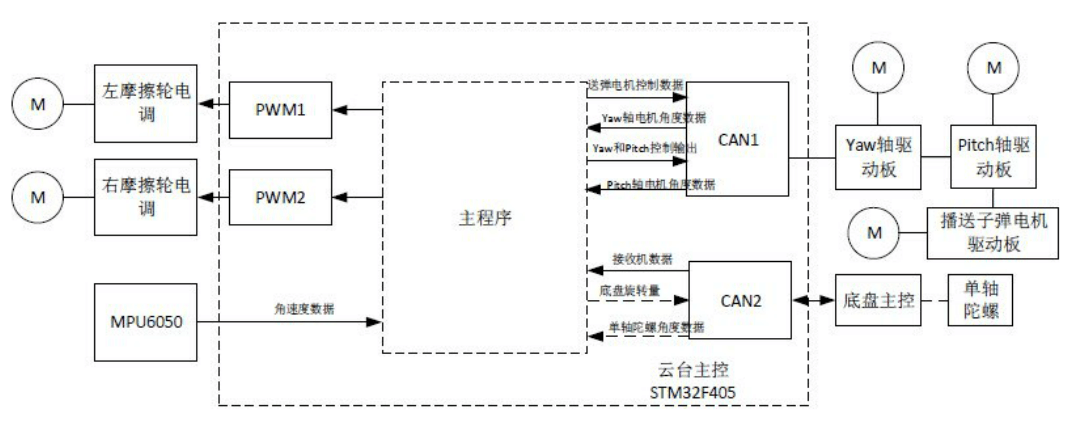 M
左摩擦轮电
调
PWM1
M
右摩擦轮电
调
PWM2
MPU6050
角速度数据
主程序
送弹电机控制数据
Yaw轴电机角度数据
Yaw和Pitch控制输出
Pitch轴电机角度数据
CAN1
接收机数据
底盘旋转量
单轴陀螺角度数据
CAN2
云台主控
STM32F405
M
Yaw轴驱
动板
M
Pitch轴驱
动板
M
播送子弹电机
驱动板
底盘主控
单轴
陀螺